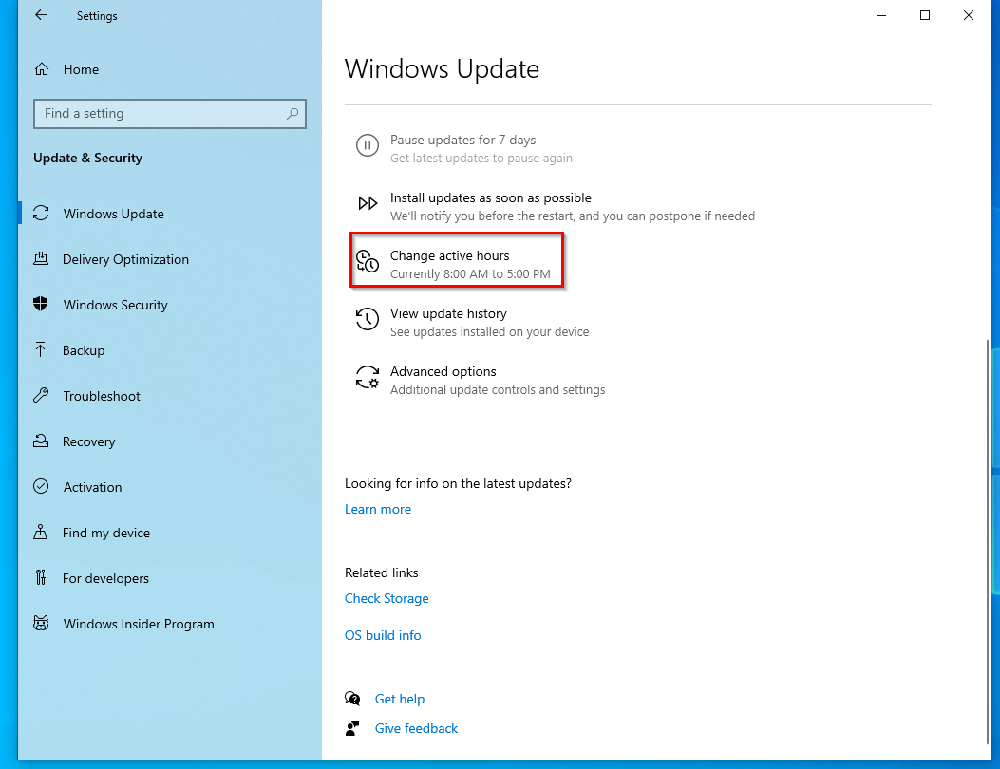 Settings
Home
Find a setting
Update & Security
Windows Update
Delivery Optimization
Windows Security
Backup
Troubleshoot
Recovery
Activation
Find my device
For developers
Windows Insider Program
Windows Update
Pause updates for 7 days
Get latest updates to pause again
Install updates as soon as possible
We'll notify you before the restart, and you can postpone if needed
Change active hours
Currently 8:00 AM to 5:00 PM
View update history
See updates installed on your device
Advanced options
Additional update controls and settings
Looking for info on the latest updates?
Learn more
Related links
Check Storage
OS build info
Get help
Give feedback